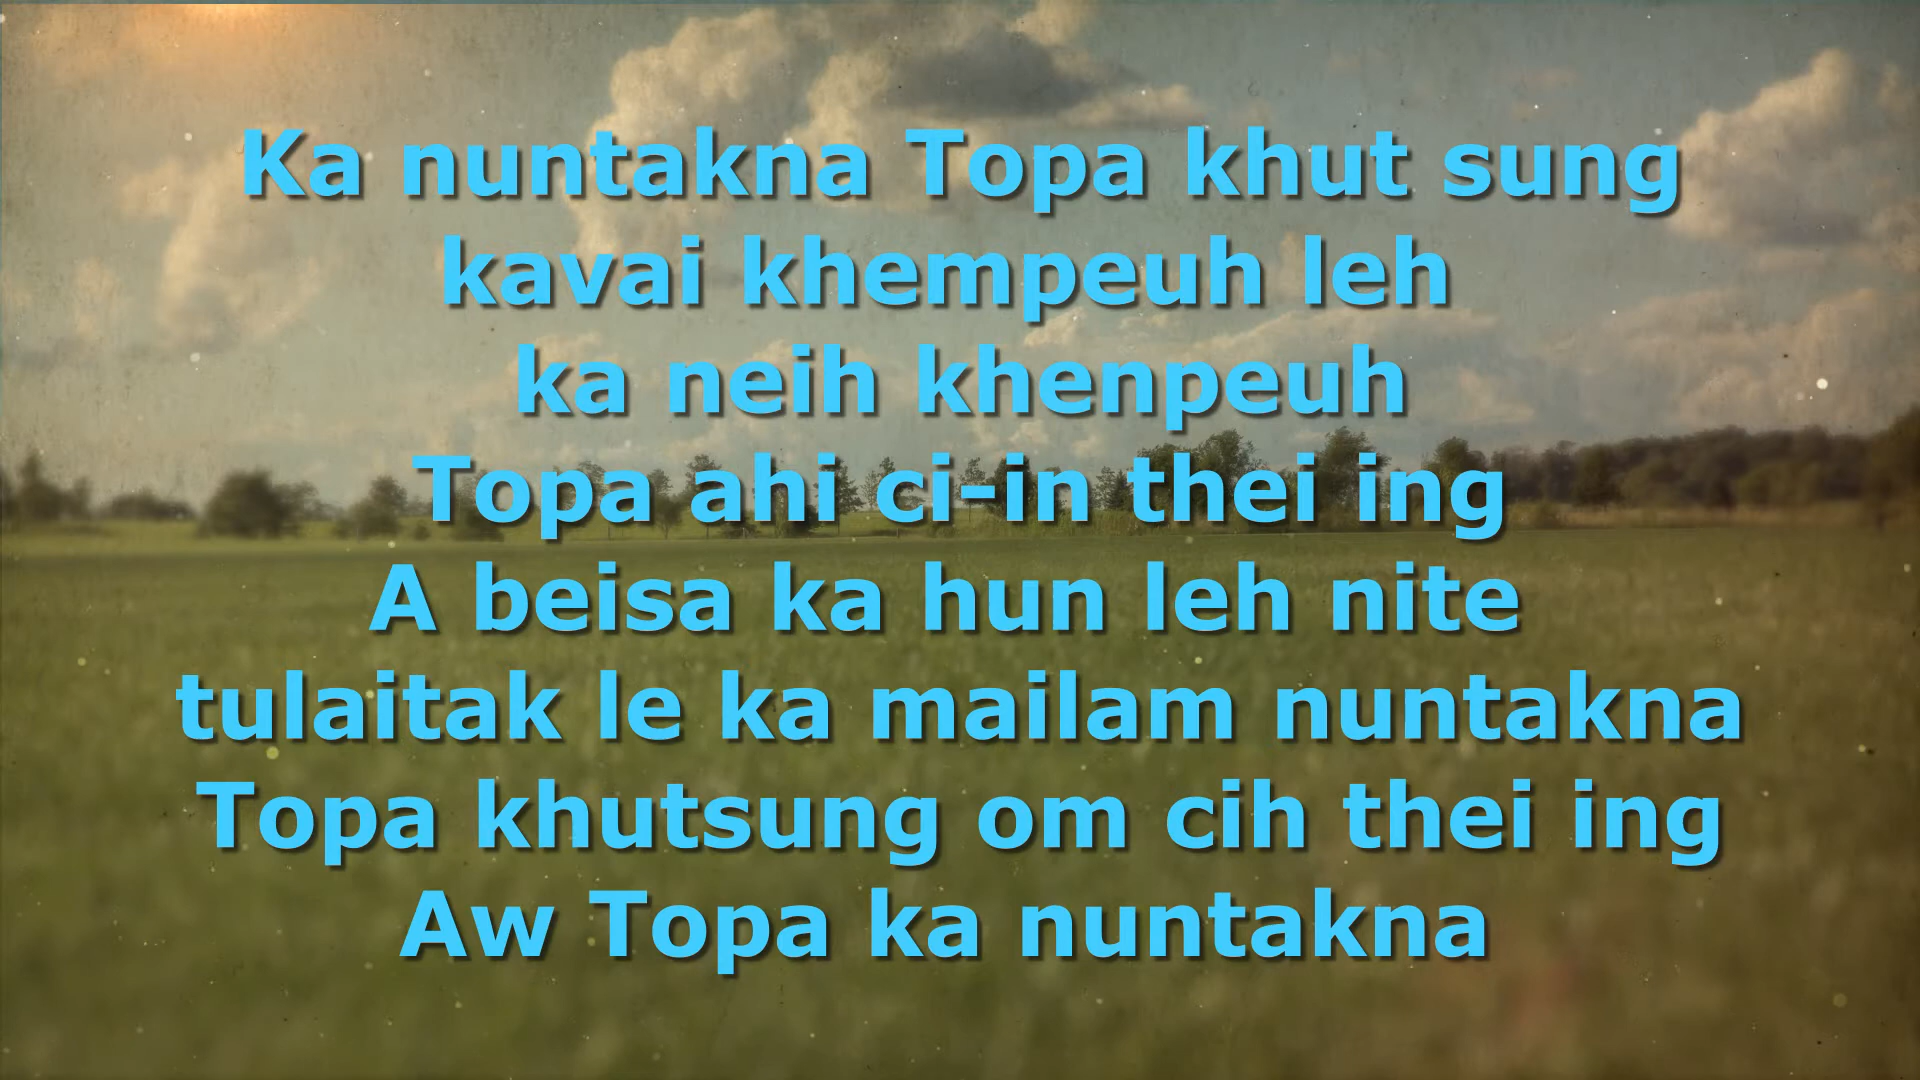 Ka nuntakna Topa khut sung
kavai khempeuh leh
ka neih khenpeuh
Topa ahi ci-in thei ing
A beisa ka hun leh nite
tulaitak le ka mailam nuntakna
Topa khutsung om cih thei ing
Aw Topa ka nuntakna